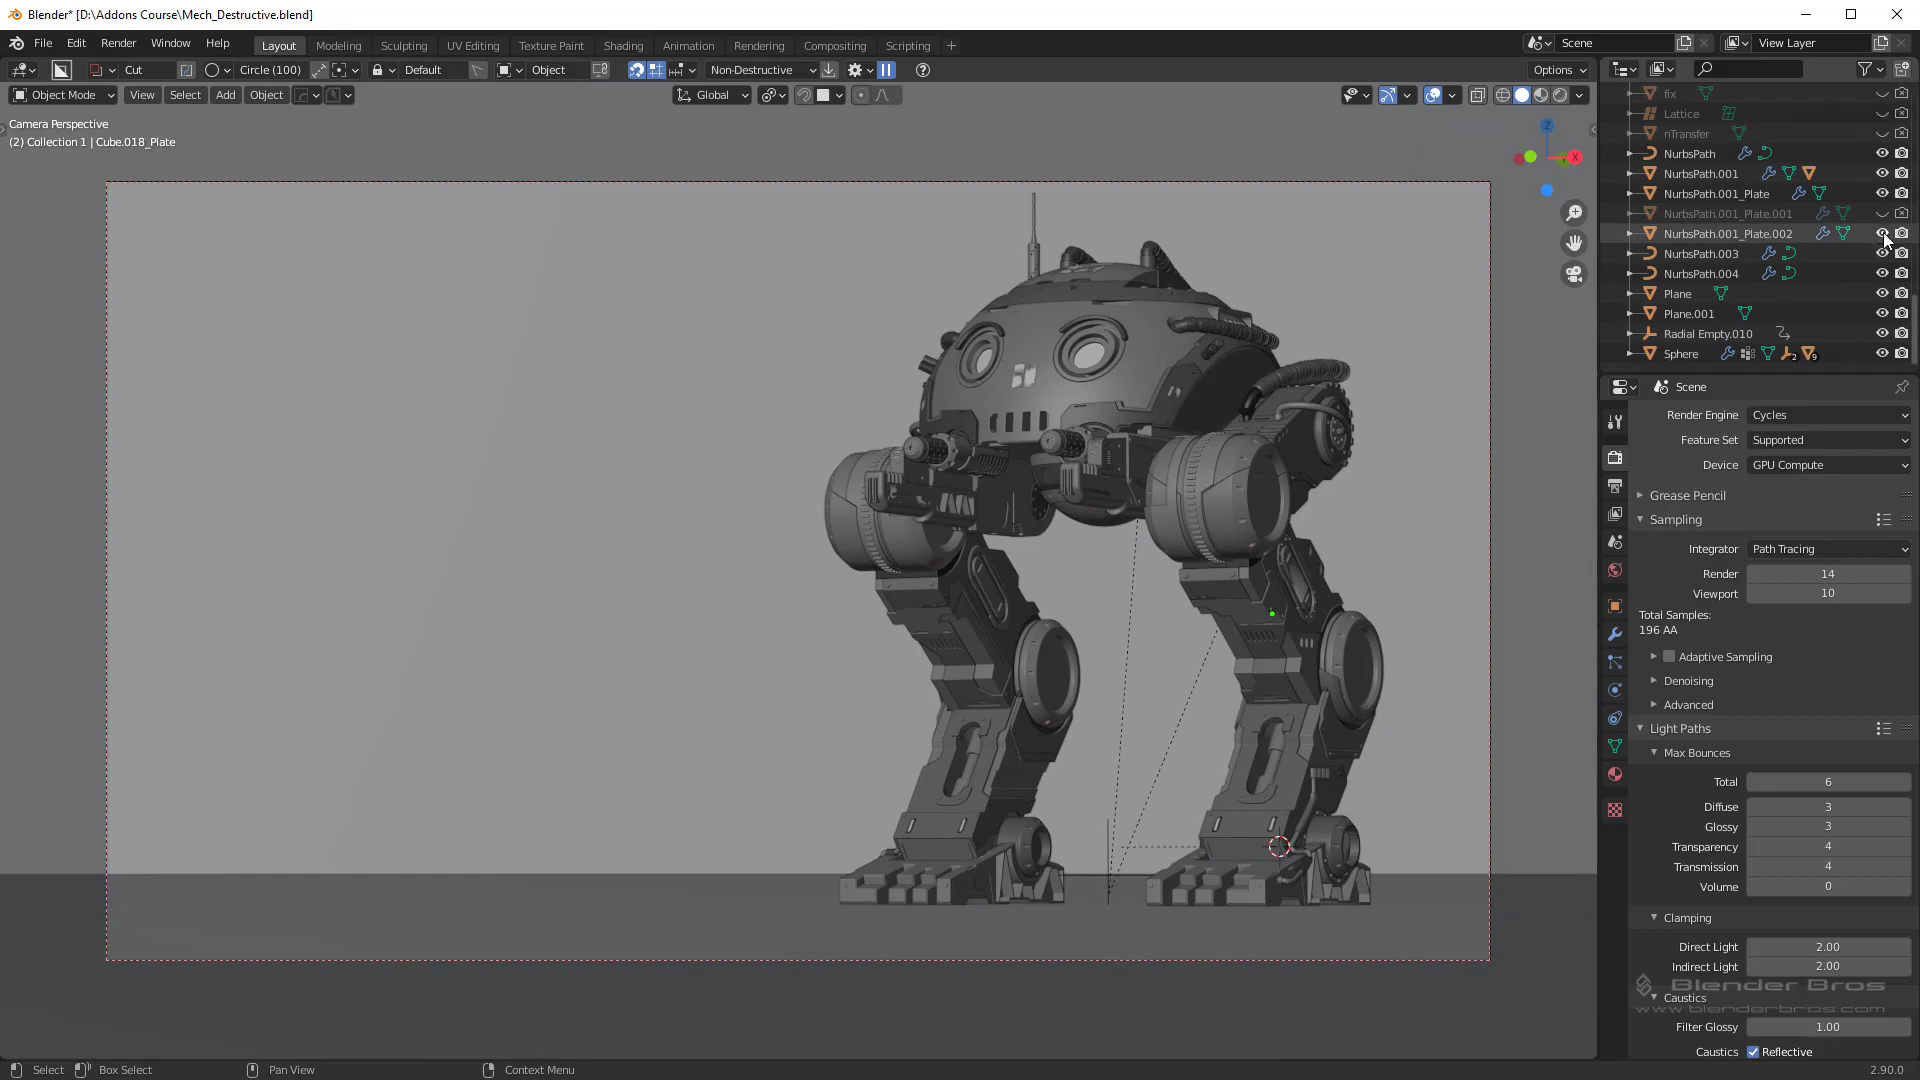 Blender* [D:\Addons Course\Mech_Destructive.blend]
File Edit Render Window Help Layout Modeling Sculpting UV Editing Texture Paint Shading Animation Rendering Compositing Scripting + Scene View Layer
Cut Circle (100) Default Object Non-Destructive Options
Object Mode View Select Add Object Global
Camera Perspective
(2) Collection 1 | Cube.018_Plate
Z
X
fix
Lattice
nTransfer
NurbsPath
NurbsPath.001
NurbsPath.001_Plate
NurbsPath.001_Plate.001
NurbsPath.001_Plate.002
NurbsPath.003
NurbsPath.004
Plane
Plane.001
Radial Empty.010
Sphere 2 9
Scene
Render Engine Cycles
Feature Set Supported
Device GPU Compute
Grease Pencil
Sampling
Integrator Path Tracing
Render 14
Viewport 10
Total Samples:
196 AA
Adaptive Sampling
Denoising
Advanced
Light Paths
Max Bounces
Total 6
Diffuse 3
Glossy 3
Transparency 4
Transmission 4
Volume 0
Clamping
Direct Light 2.00
Indirect Light 2.00
Blender Bros
Caustics
www.blenderbros.com
Filter Glossy 1.00
Caustics Reflective
Select Box Select Pan View Context Menu 2.90.0